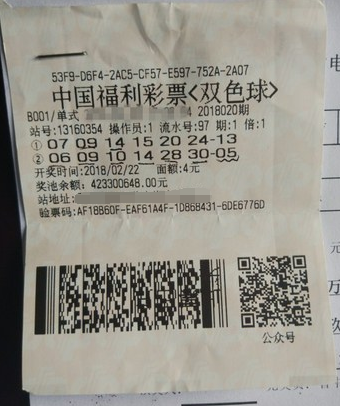 53F9-D6F4-2AC5-CF57-E597-752A-2A07
中国福利彩票<双色球>
B001/单式 4 2018020期
站号:13160354 操作员:1 流水号:97 期:1 倍:1
① 07 09 14 15 20 24-13
② 06 09 10 14 28 30-05
开奖时间:2018/02/22 面额:4元
奖池余额:423300648.00元
站地址:
验票码:AF18B60F-EAF61A4F-1D868431-6DE6776D
公众号